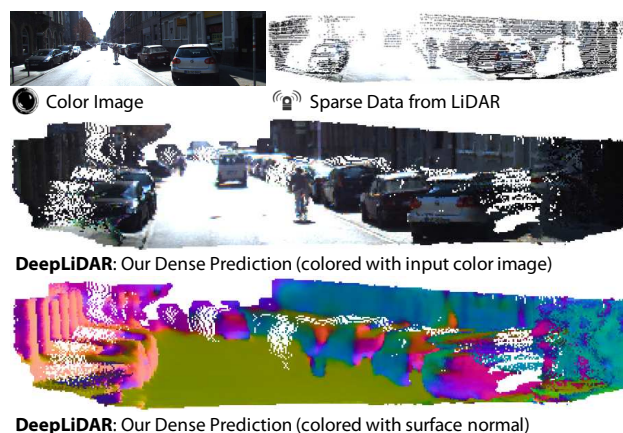 Color Image
Sparse Data from LiDAR
DeepLiDAR: Our Dense Prediction (colored with input color image)
DeepLiDAR: Our Dense Prediction (colored with surface normal)